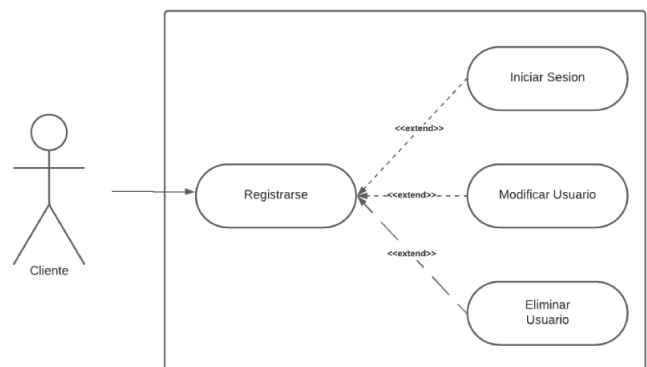 Iniciar Sesion
<<extend>>
Registrarse
<<extend>>
Modificar Usuario
<<extend>>
Cliente
Eliminar
Usuario